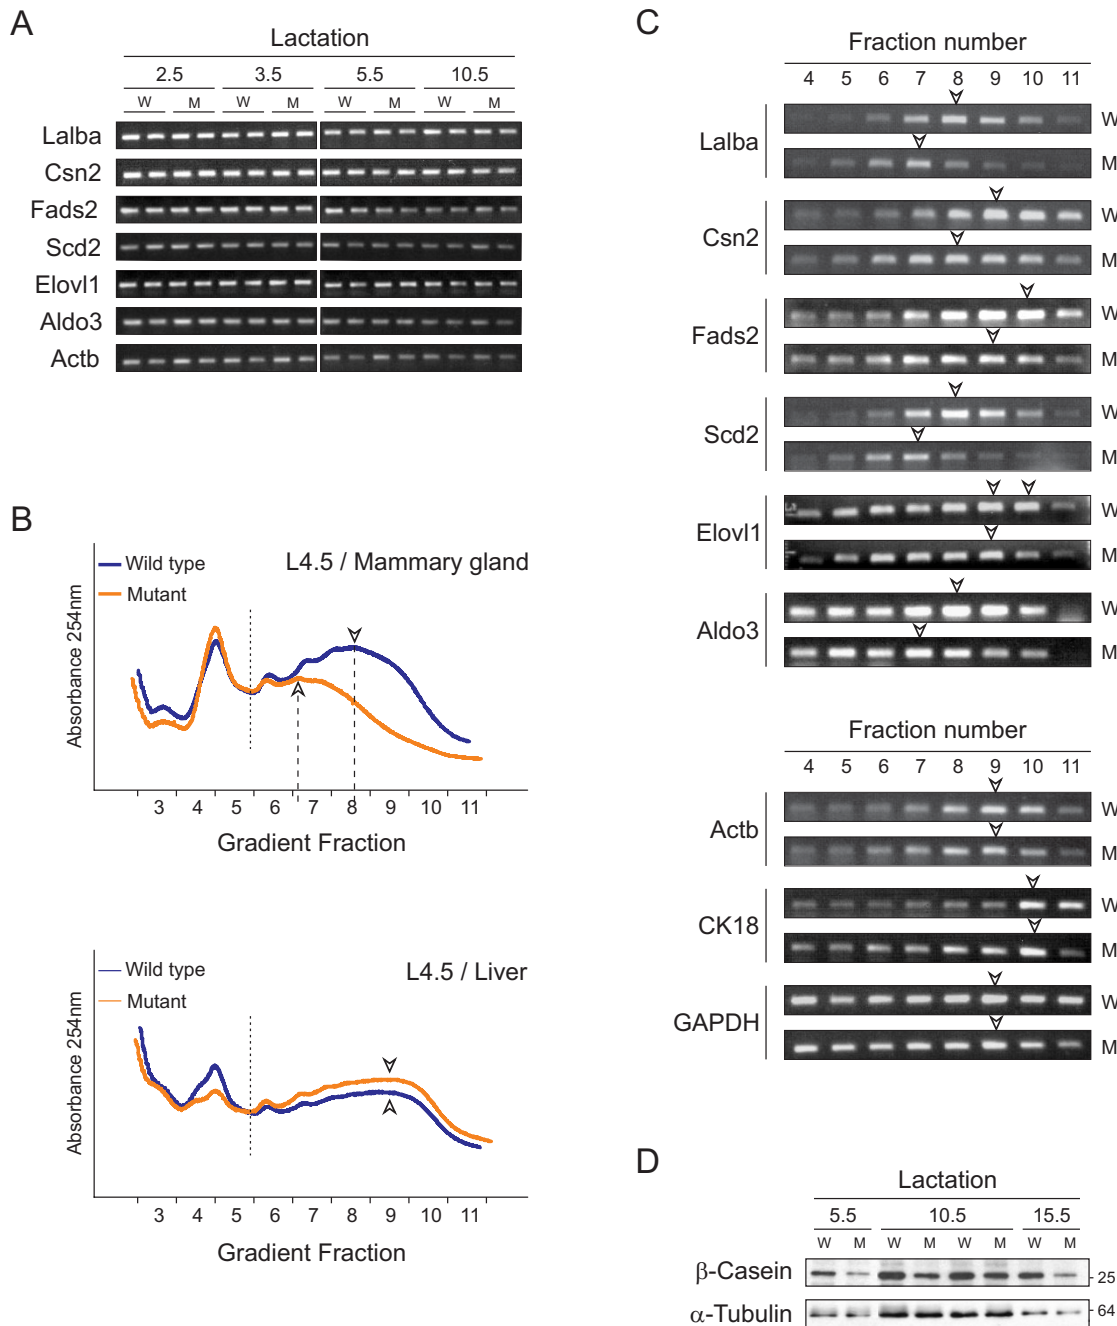 A
Lactation
2.5 3.5 5.5 10.5
W M W M W M W M
Lalba
Csn2
Fads2
Scd2
Elovl1
Aldo3
Actb
B
L4.5 / Mammary gland
Wild type
Mutant
Absorbance 254nm
3 4 5 6 7 8 9 10 11
Gradient Fraction
L4.5 / Liver
Wild type
Mutant
Absorbance 254nm
3 4 5 6 7 8 9 10 11
Gradient Fraction
C
Fraction number
4 5 6 7 8 9 10 11
Lalba W M
Csn2 W M
Fads2 W M
Scd2 W M
Elovl1 W M
Aldo3 W M
Fraction number
4 5 6 7 8 9 10 11
Actb W M
CK18 W M
GAPDH W M
D
Lactation
5.5 10.5 15.5
W M W M W M W M
β-Casein - 25
α-Tubulin - 64